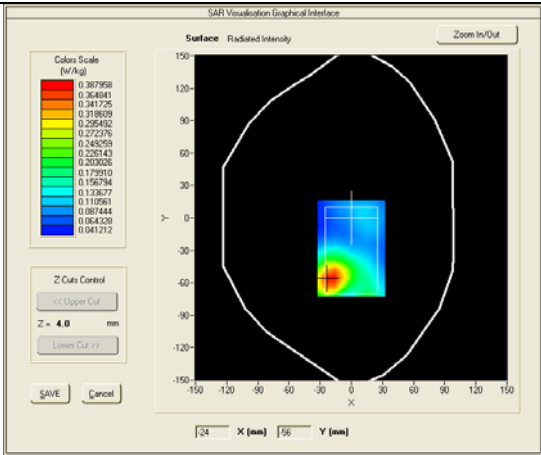 SAR Visualisation Graphical Interface
Surface Radiated Intensity
Zoom In/Out
Colors Scale
(W/kg)
0.387958
0.364841
0.341725
0.318609
0.295492
0.272376
0.249259
0.226143
0.203026
0.179910
0.156794
0.133677
0.110561
0.087444
0.064328
0.041212
150-
120-
90-
60-
30-
0-
-30-
-60-
-90-
-120-
-150-
Y
-150 -120 -90 -60 -30 0 30 60 90 120 150
X
Z-Cuts Control
<< Upper Cut
Z = 4.0 mm
Lower Cut >>
SAVE Cancel
-24 X (mm) -56 Y (mm)